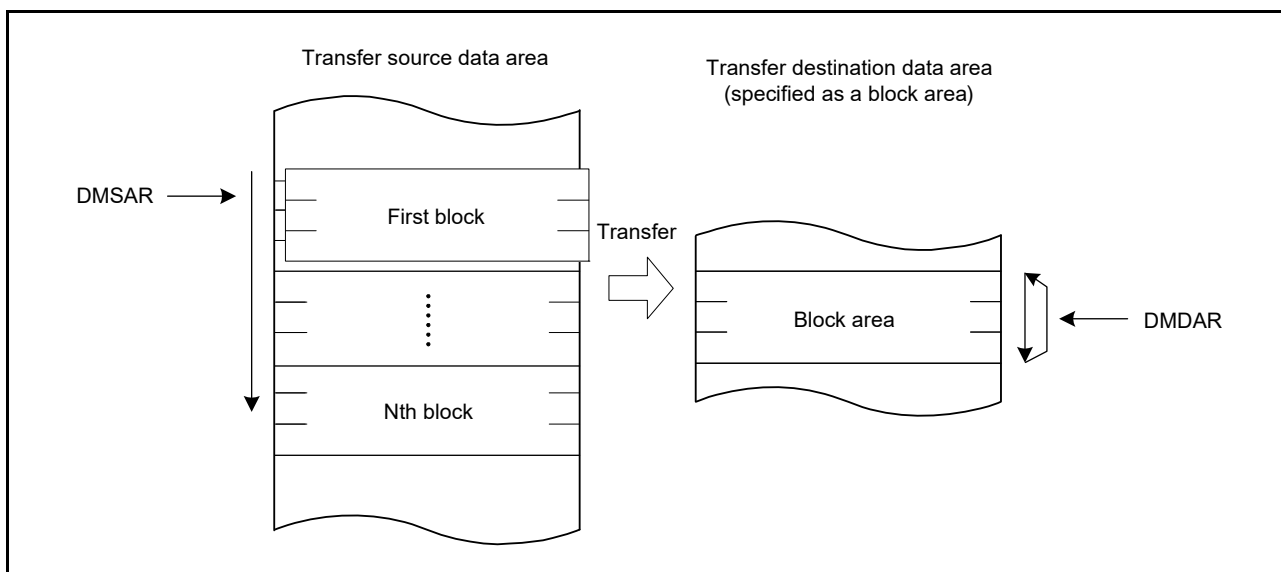 Transfer source data area
Transfer destination data area
(specified as a block area)
DMSAR
First block
Transfer
Block area
DMDAR
Nth block